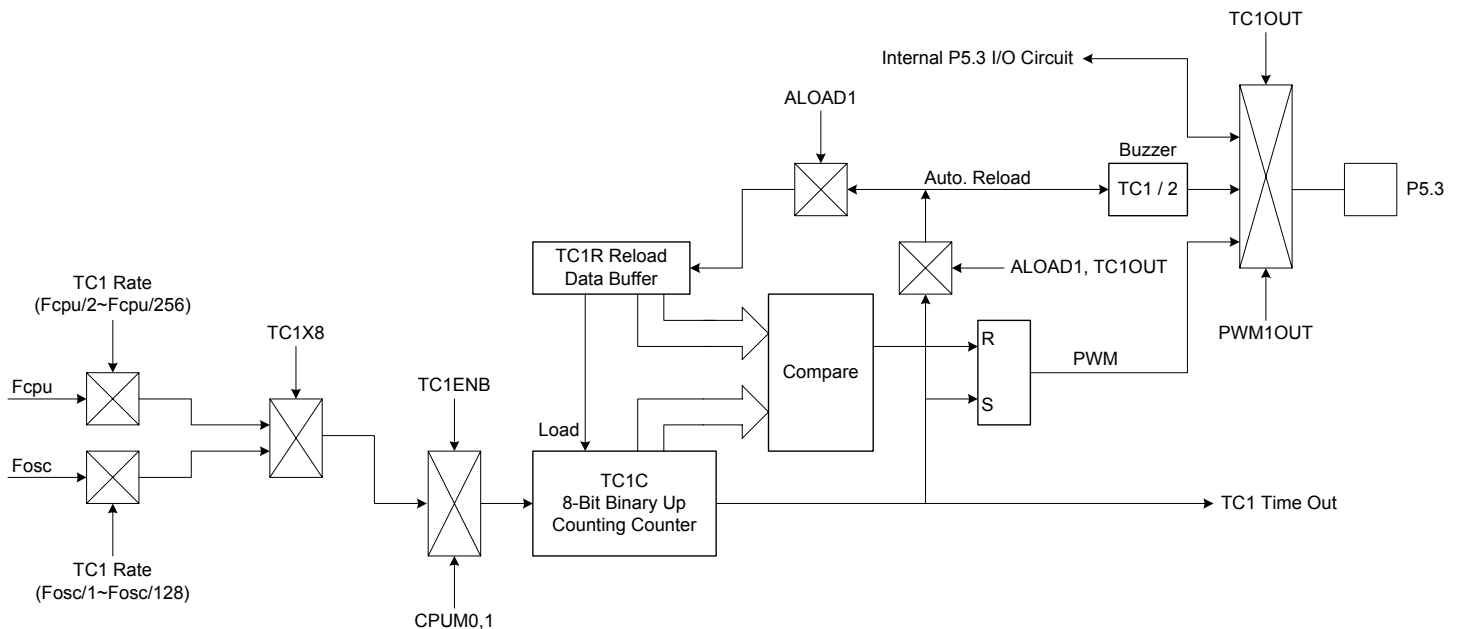 TC1OUT
Internal P5.3 I/O Circuit
ALOAD1
Buzzer
Auto. Reload
TC1 / 2
P5.3
TC1R Reload
Data Buffer
ALOAD1, TC1OUT
TC1 Rate
(Fcpu/2~Fcpu/256)
TC1X8
PWM1OUT
R
PWM
Compare
Fcpu
TC1ENB
S
Load
Fosc
TC1C
8-Bit Binary Up
Counting Counter
TC1 Time Out
TC1 Rate
(Fosc/1~Fosc/128)
CPUM0,1